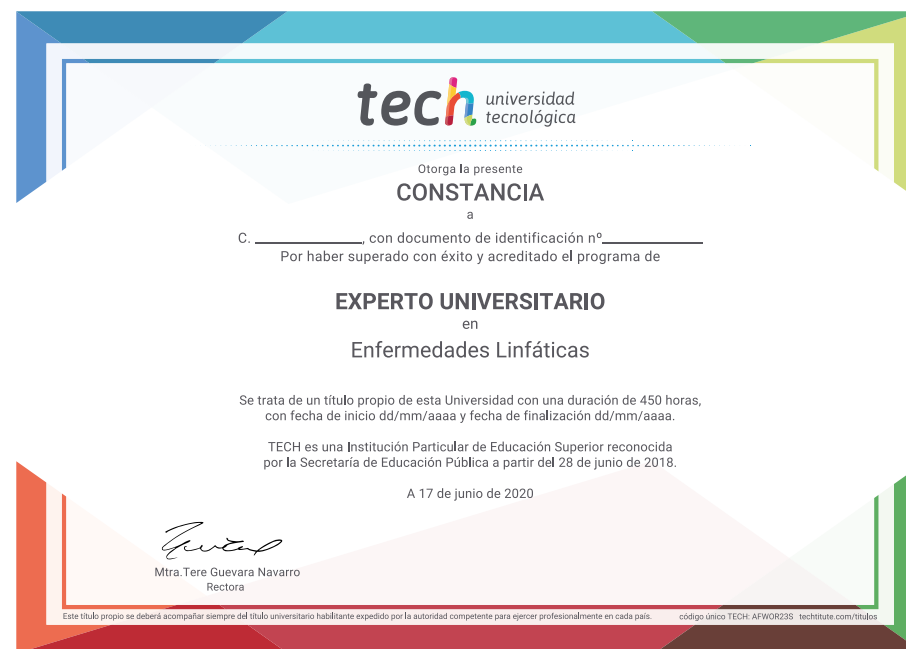 tech universidad
tecnológica
Otorga la presente
CONSTANCIA
a
C. ____________, con documento de identificación nº____________
Por haber superado con éxito y acreditado el programa de
EXPERTO UNIVERSITARIO
en
Enfermedades Linfáticas
Se trata de un título propio de esta Universidad con una duración de 450 horas,
con fecha de inicio dd/mm/aaaa y fecha de finalización dd/mm/aaaa.
TECH es una Institución Particular de Educación Superior reconocida
por la Secretaría de Educación Pública a partir del 28 de junio de 2018.
A 17 de junio de 2020
Mtra.Tere Guevara Navarro
Rectora
Este título propio se deberá acompañar siempre del título universitario habilitante expedido por la autoridad competente para ejercer profesionalmente en cada país. código único TECH: AFWOR23S techtitute.com/titulos